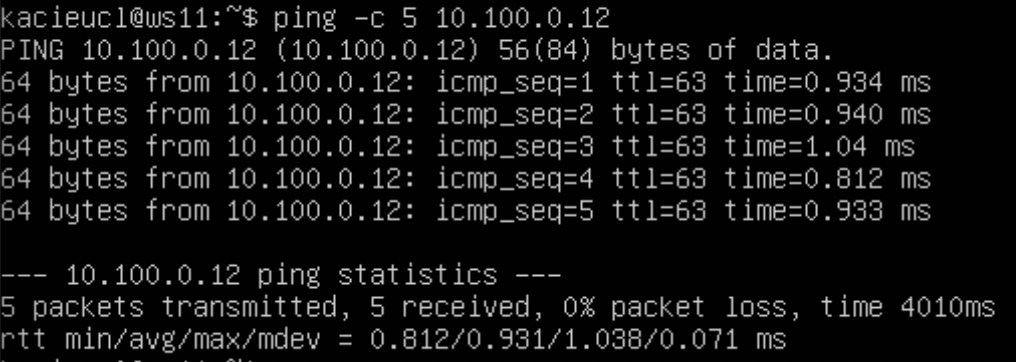 kacieucl@ws11:~$ ping -c 5 10.100.0.12
PING 10.100.0.12 (10.100.0.12) 56(84) bytes of data.
64 bytes from 10.100.0.12: icmp_seq=1 ttl=63 time=0.934 ms
64 bytes from 10.100.0.12: icmp_seq=2 ttl=63 time=0.940 ms
64 bytes from 10.100.0.12: icmp_seq=3 ttl=63 time=1.04 ms
64 bytes from 10.100.0.12: icmp_seq=4 ttl=63 time=0.812 ms
64 bytes from 10.100.0.12: icmp_seq=5 ttl=63 time=0.933 ms
--- 10.100.0.12 ping statistics ---
5 packets transmitted, 5 received, 0% packet loss, time 4010ms
rtt min/avg/max/mdev = 0.812/0.931/1.038/0.071 ms